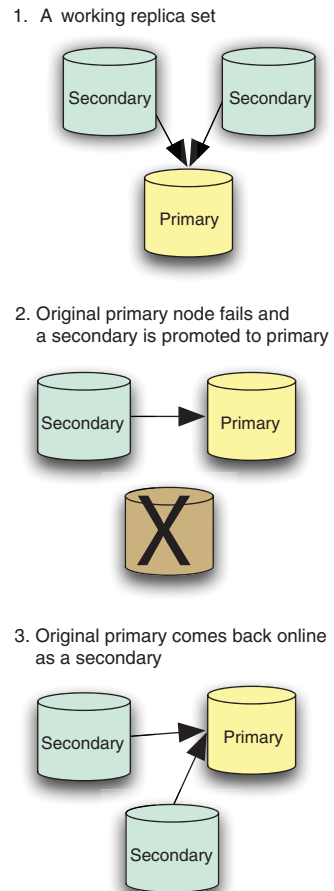 1. A working replica set
Secondary
Secondary
Primary
2. Original primary node fails and
a secondary is promoted to primary
Secondary
Primary
X
3. Original primary comes back online
as a secondary
Secondary
Primary
Secondary